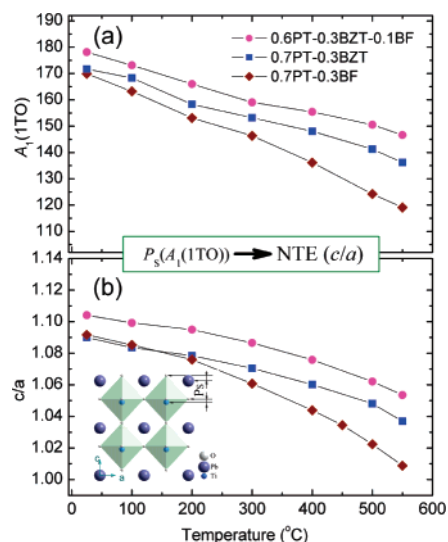 (a)
0.6PT-0.3BZT-0.1BF
0.7PT-0.3BZT
0.7PT-0.3BF
190
180
170
160
150
140
130
120
110
A₁(1TO)
Pₛ(A₁(1TO)) → NTE (c/a)
(b)
1.14
1.12
1.10
1.08
1.06
1.04
1.02
1.00
c/a
Ps
O
Pb
Ti
c
a
0 100 200 300 400 500 600
Temperature (°C)